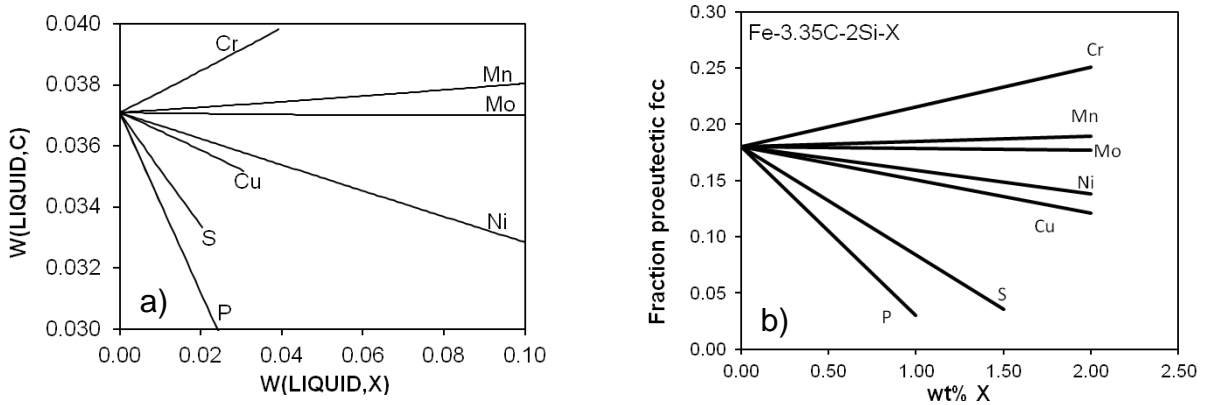 0.040
0.038
0.036
0.034
0.032
0.030
W(LIQUID,C)
Cr
Mn
Mo
Cu
Ni
S
P
a)
0.00 0.02 0.04 0.06 0.08 0.10
W(LIQUID,X)
0.30
0.25
0.20
0.15
0.10
0.05
0.00
Fraction proeutectic fcc
Fe-3.35C-2Si-X
Cr
Mn
Mo
Ni
Cu
S
P
b)
0.00 0.50 1.00 1.50 2.00 2.50
wt% X